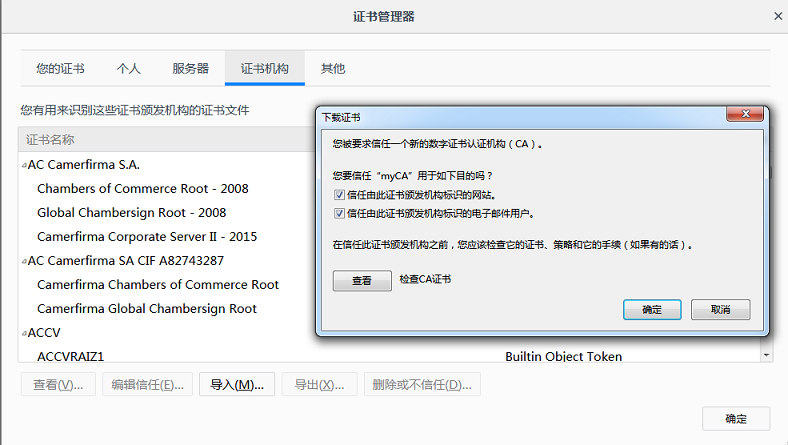 证书管理器
您的证书 个人 服务器 证书机构 其他
您有用来识别这些证书颁发机构的证书文件
证书名称
AC Camerfirma S.A.
Chambers of Commerce Root - 2008
Global Chambersign Root - 2008
Camerfirma Corporate Server II - 2015
AC Camerfirma SA CIF A82743287
Camerfirma Chambers of Commerce Root
Camerfirma Global Chambersign Root
ACCV
ACCVRAIZ1 Builtin Object Token
查看(V)... 编辑信任(E)... 导入(M)... 导出(X)... 删除或不信任(D)...
确定
下载证书
您被要求信任一个新的数字证书认证机构（CA）。
您要信任“myCA”用于如下目的吗？
信任由此证书颁发机构标识的网站。
信任由此证书颁发机构标识的电子邮件用户。
在信任此证书颁发机构之前，您应该检查它的证书、策略和它的手续（如果有的话）。
查看 检查CA证书
确定 取消